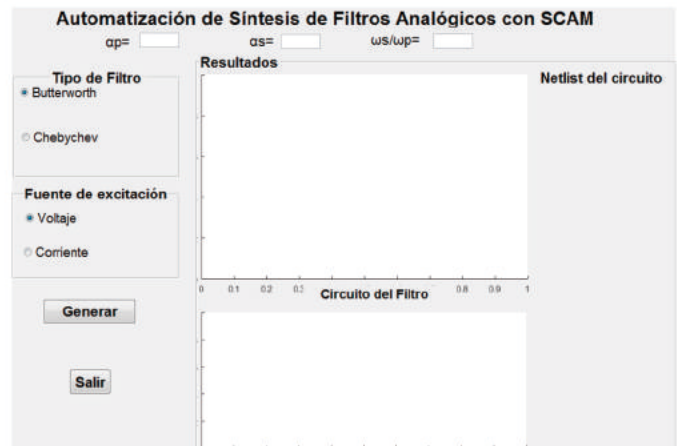 Automatización de Síntesis de Filtros Analógicos con SCAM
αp=
αs=
ωs/ωp=
Tipo de Filtro
Butterworth
Chebychev
Fuente de excitación
Voltaje
Corriente
Generar
Salir
Resultados
0 0.1 0.2 0.3 0.8 0.9 1
Circuito del Filtro
Netlist del circuito